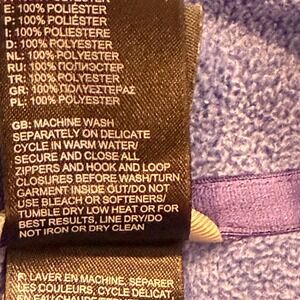 E: 100% POLIÉSTER
P: 100% POLIÉSTER
I: 100% POLIESTERE
D: 100% POLYESTER
NL: 100% POLYESTER
RU: 100% ПОЛИЭСТЕР
TR: 100% POLYESTER
GR: 100% ΠΟΛΥΕΣΤΕΡΑΣ
PL: 100% POLYESTER
GB: MACHINE WASH
SEPARATELY ON DELICATE
CYCLE IN WARM WATER/
SECURE AND CLOSE ALL
ZIPPERS AND HOOK AND LOOP
CLOSURES BEFORE WASH/TURN
GARMENT INSIDE OUT/DO NOT
USE BLEACH OR SOFTENERS/
TUMBLE DRY LOW HEAT OR FOR
BEST RESULTS, LINE DRY/DO
NOT IRON OR DRY CLEAN
F: LAVER EN MACHINE, SÉPARER
LES COULEURS, CYCLE DÉLICAT,